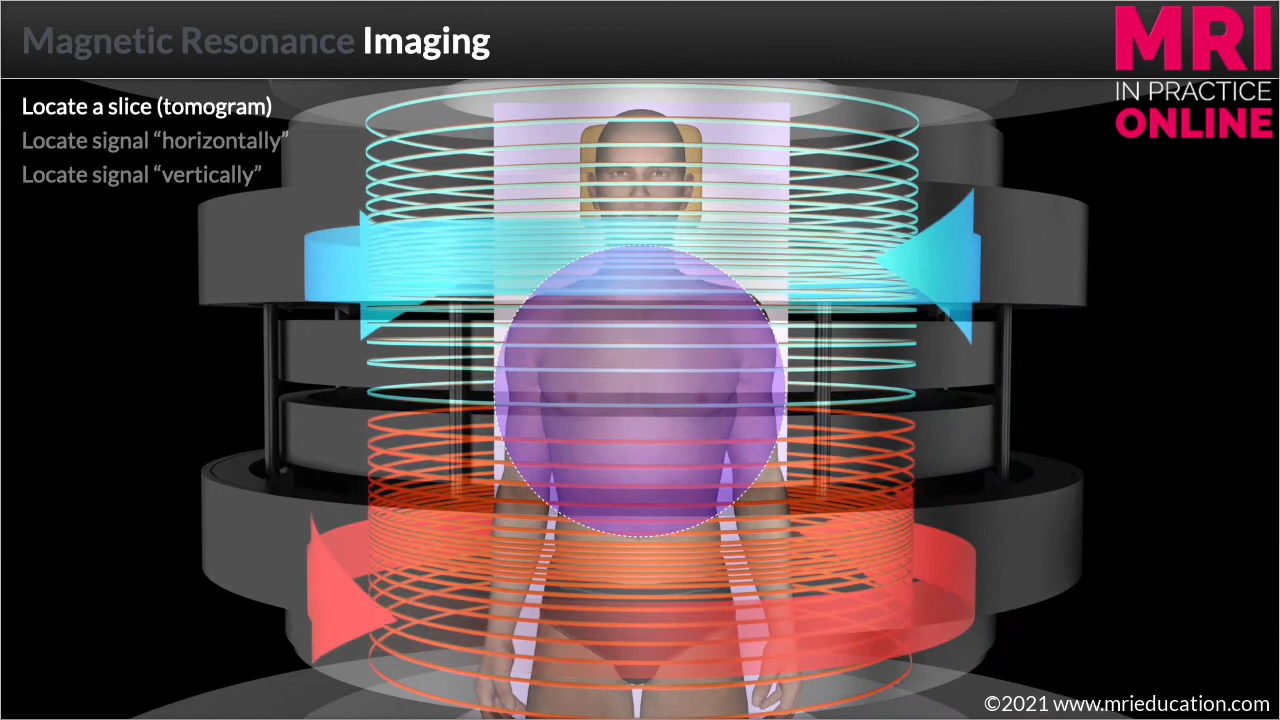 Magnetic Resonance Imaging
MRI
IN PRACTICE
ONLINE
Locate a slice (tomogram)
Locate signal “horizontally”
Locate signal “vertically”
©2021 www.mrieducation.com